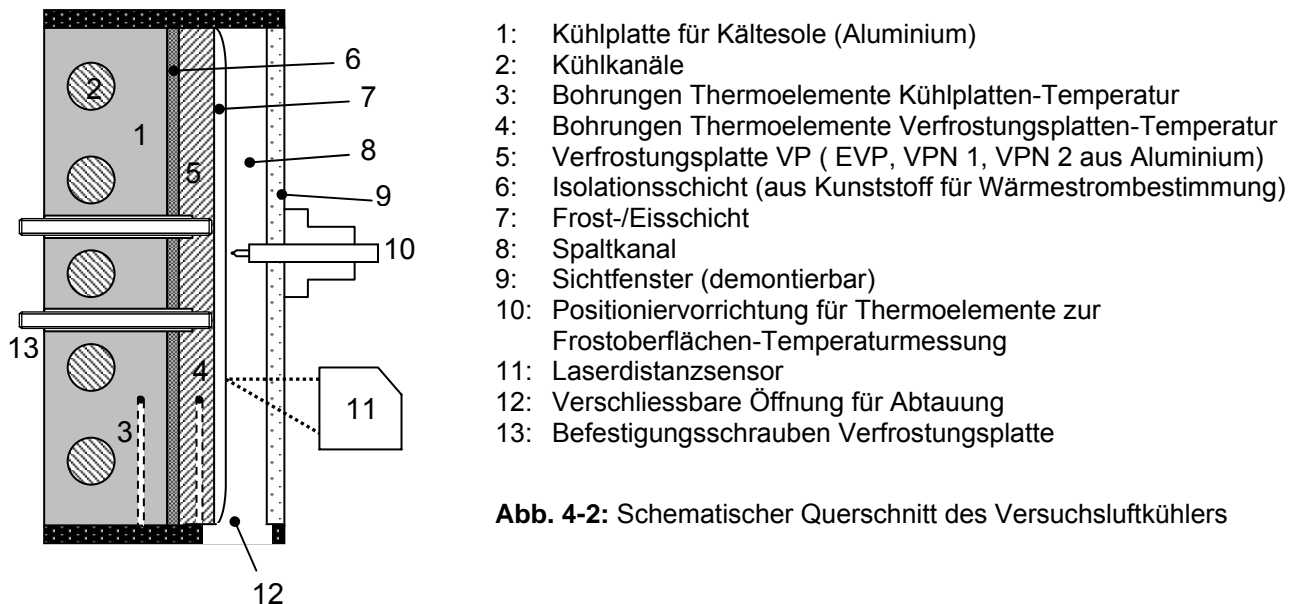 1: Kühlplatte für Kältesole (Aluminium)
2: Kühlkanäle
3: Bohrungen Thermoelemente Kühlplatten-Temperatur
4: Bohrungen Thermoelemente Verfrostungsplatten-Temperatur
5: Verfrostungsplatte VP ( EVP, VPN 1, VPN 2 aus Aluminium)
6: Isolationsschicht (aus Kunststoff für Wärmestrombestimmung)
7: Frost-/Eisschicht
8: Spaltkanal
9: Sichtfenster (demontierbar)
10: Positioniervorrichtung für Thermoelemente zur
Frostoberflächen-Temperaturmessung
11: Laserdistanzsensor
12: Verschliessbare Öffnung für Abtauung
13: Befestigungsschrauben Verfrostungsplatte
Abb. 4-2: Schematischer Querschnitt des Versuchsluftkühlers
6
2
7
1
8
5
9
10
13
4
11
3
12